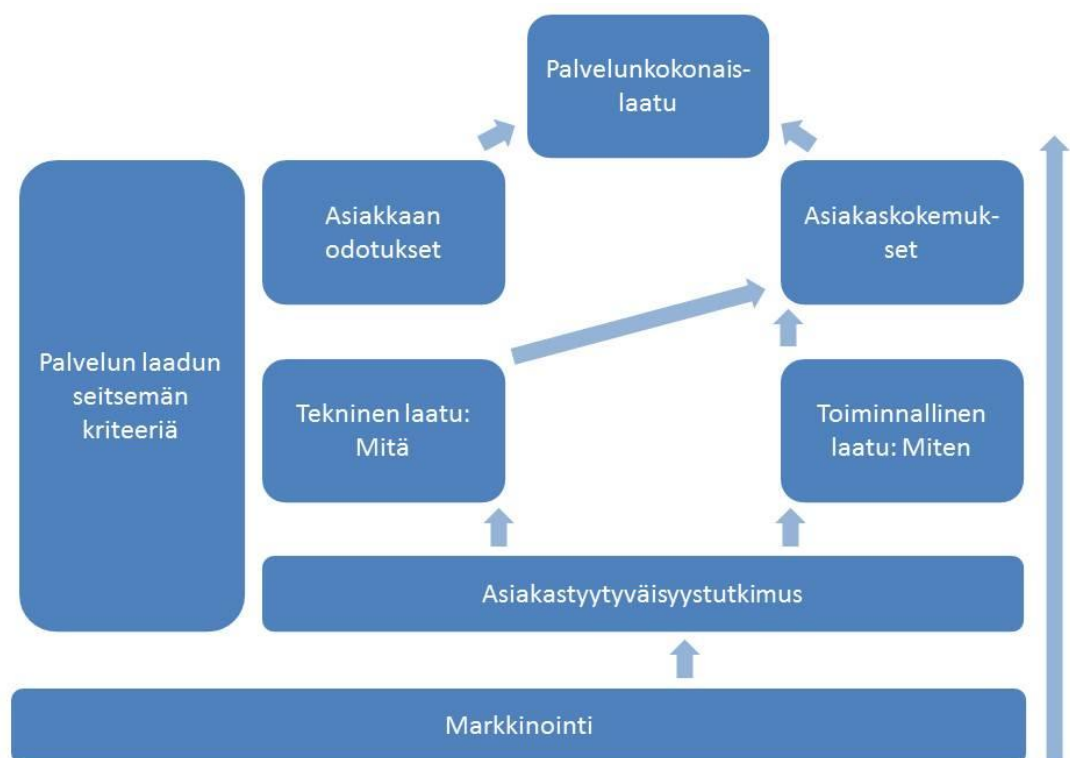 Palvelunkokonais-
laatu
Asiakkaan
odotukset
Asiakaskokemuk-
set
Palvelun laadun
seitsemän
kriteeriä
Tekninen laatu:
Mitä
Toiminnallinen
laatu: Miten
Asiakastyytyväisyystutkimus
Markkinointi